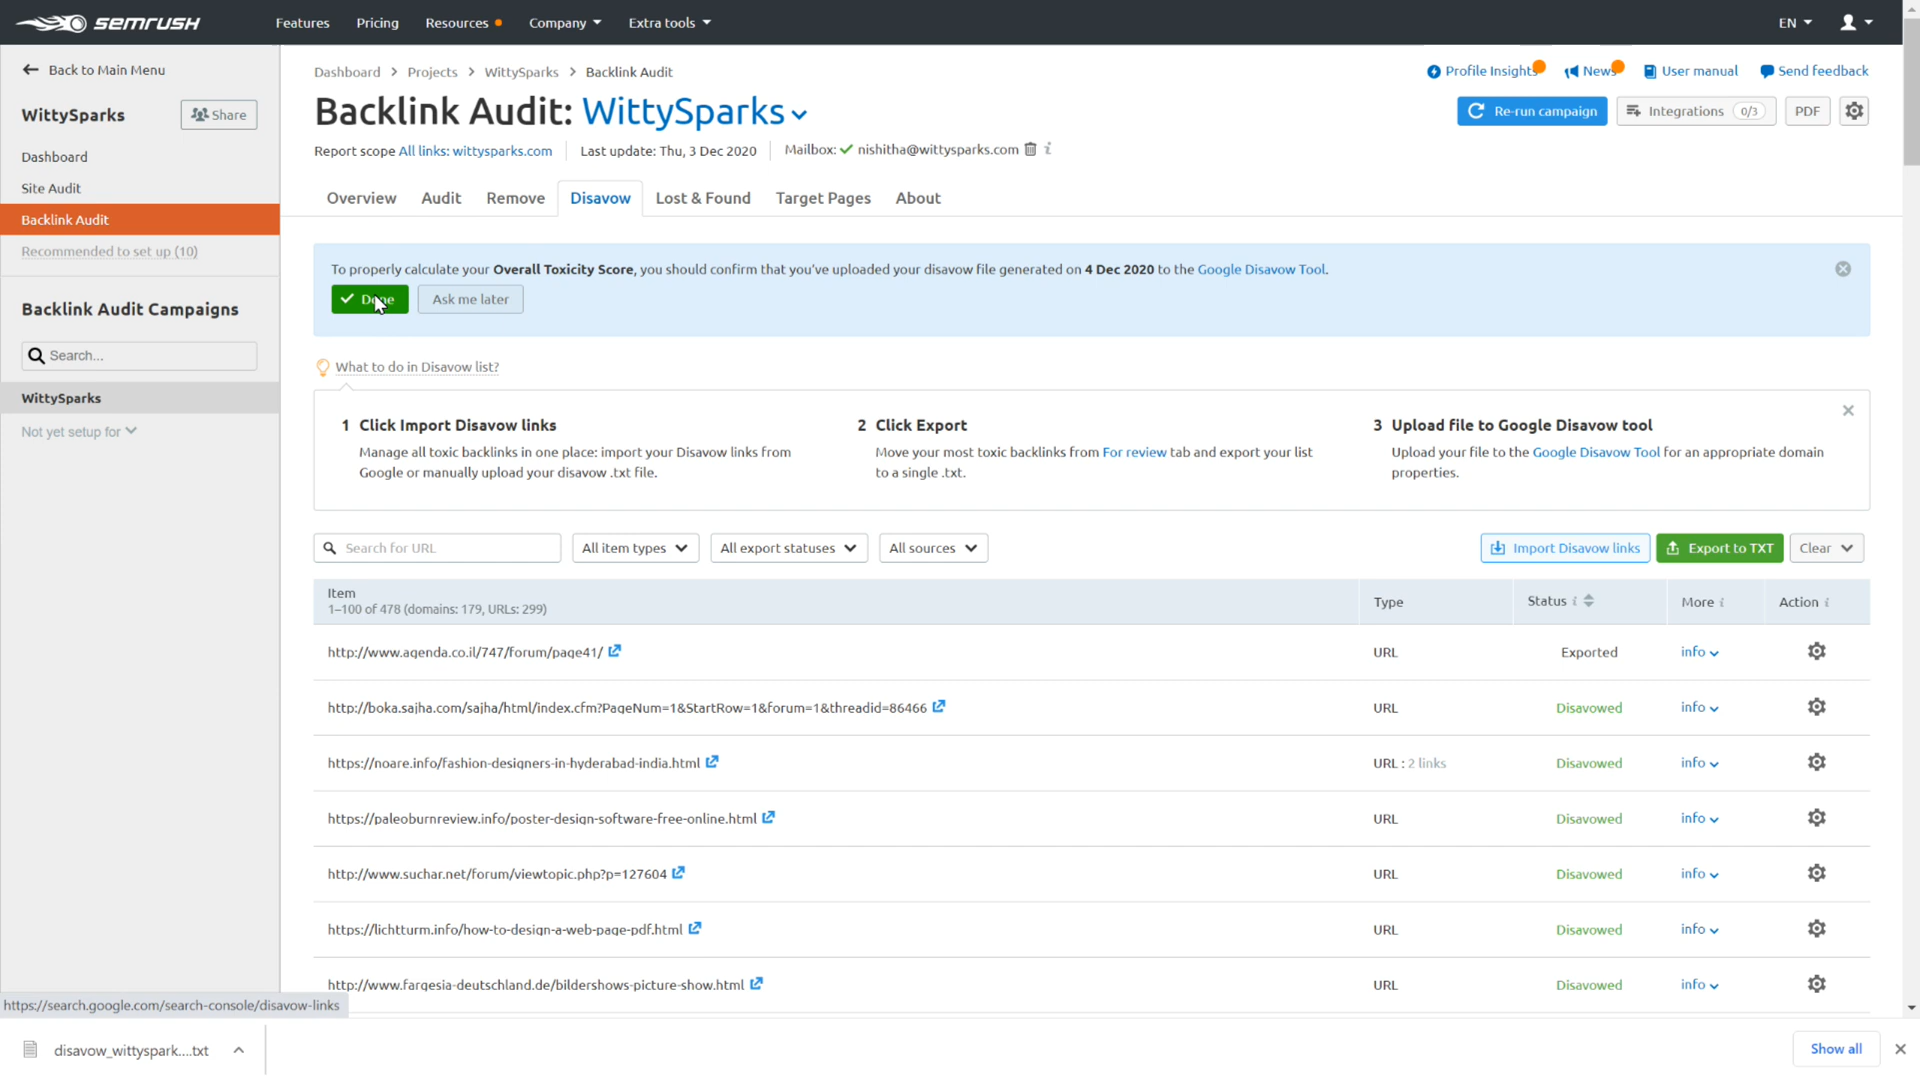 SEMRUSH
Features
Pricing
Resources
Company
Extra tools
EN
Back to Main Menu
WittySparks
Share
Dashboard
Site Audit
Backlink Audit
Recommended to set up (10)
Backlink Audit Campaigns
Search...
WittySparks
Not yet setup for
Dashboard > Projects > WittySparks > Backlink Audit
Profile Insights
News
User manual
Send feedback
Backlink Audit: WittySparks
Re-run campaign
Integrations 0/3
PDF
Report scope All links: wittysparks.com
Last update: Thu, 3 Dec 2020
Mailbox: nishitha@wittysparks.com i
Overview
Audit
Remove
Disavow
Lost & Found
Target Pages
About
To properly calculate your Overall Toxicity Score, you should confirm that you've uploaded your disavow file generated on 4 Dec 2020 to the Google Disavow Tool.
Done
Ask me later
What to do in Disavow list?
1 Click Import Disavow links
Manage all toxic backlinks in one place: import your Disavow links from
Google or manually upload your disavow .txt file.
2 Click Export
Move your most toxic backlinks from For review tab and export your list
to a single .txt.
3 Upload file to Google Disavow tool
Upload your file to the Google Disavow Tool for an appropriate domain
properties.
Search for URL
All item types
All export statuses
All sources
Import Disavow links
Export to TXT
Clear
Item
1–100 of 478 (domains: 179, URLs: 299)
Type
Status i
More i
Action i
http://www.agenda.co.il/747/forum/page41/ URL Exported info
http://boka.sajha.com/sajha/html/index.cfm?PageNum=1&StartRow=1&forum=1&threadid=86466 URL Disavowed info
https://noare.info/fashion-designers-in-hyderabad-india.html URL : 2 links Disavowed info
https://paleoburnreview.info/poster-design-software-free-online.html URL Disavowed info
http://www.suchar.net/forum/viewtopic.php?p=127604 URL Disavowed info
https://lichtturm.info/how-to-design-a-web-page-pdf.html URL Disavowed info
http://www.fargesia-deutschland.de/bildershows-picture-show.html URL Disavowed info
https://search.google.com/search-console/disavow-links
disavow_wittyspark....txt
Show all